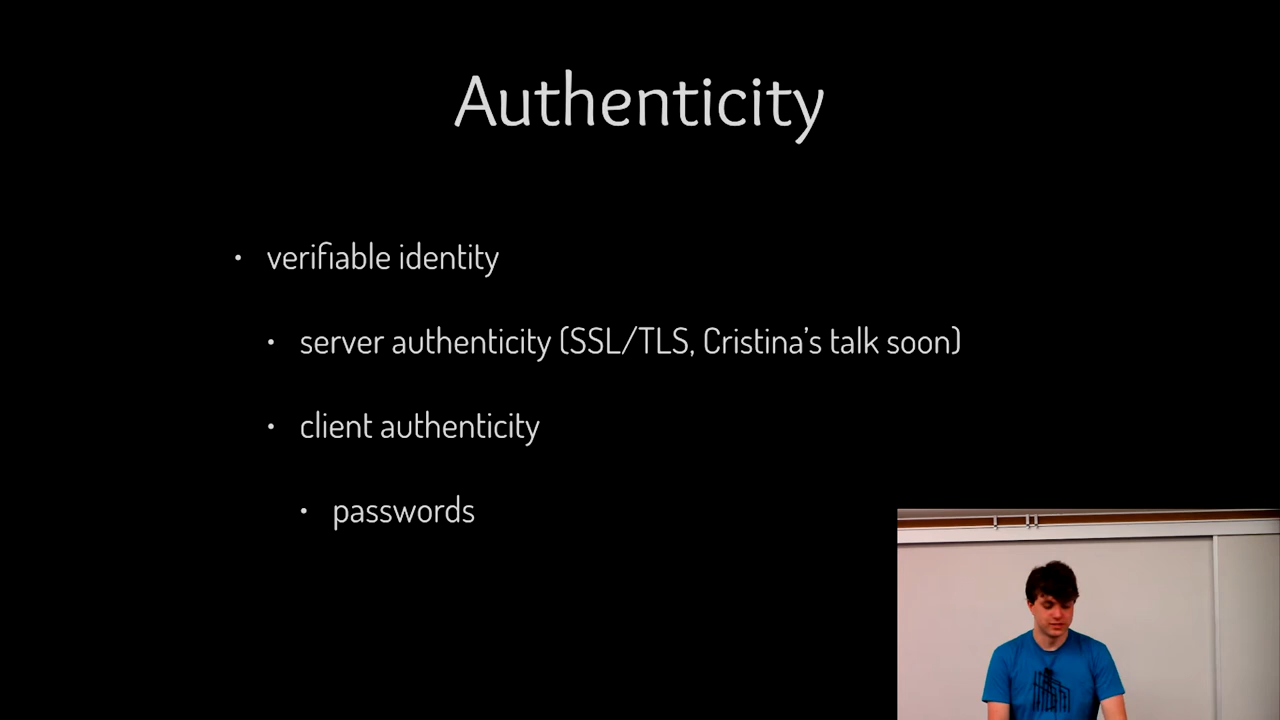 Authenticity
• verifiable identity
• server authenticity (SSL/TLS, Cristina's talk soon)
• client authenticity
• passwords